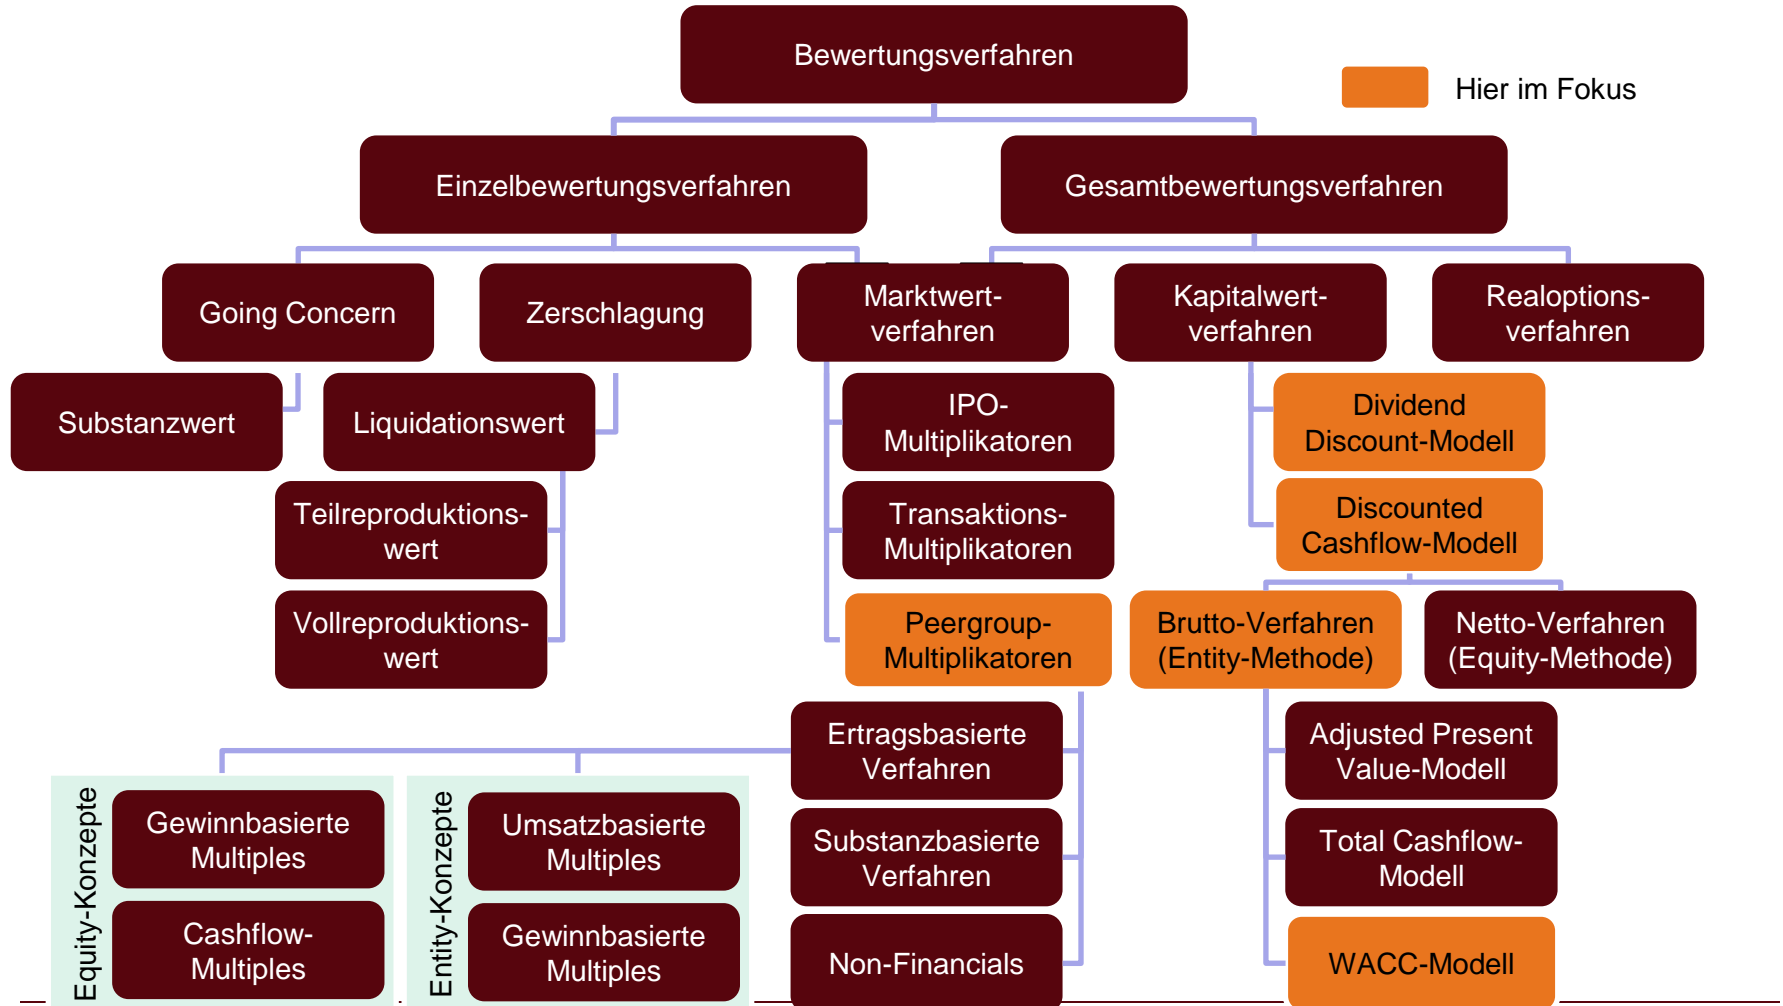 Bewertungsverfahren
Hier im Fokus
Einzelbewertungsverfahren
Gesamtbewertungsverfahren
Going Concern
Zerschlagung
Marktwert-
verfahren
Kapitalwert-
verfahren
Realoptions-
verfahren
Substanzwert
Liquidationswert
IPO-
Multiplikatoren
Dividend
Discount-Modell
Teilreproduktions-
wert
Transaktions-
Multiplikatoren
Discounted
Cashflow-Modell
Vollreproduktions-
wert
Peergroup-
Multiplikatoren
Brutto-Verfahren
(Entity-Methode)
Netto-Verfahren
(Equity-Methode)
Ertragsbasierte
Verfahren
Adjusted Present
Value-Modell
Equity-Konzepte
Gewinnbasierte
Multiples
Entity-Konzepte
Umsatzbasierte
Multiples
Substanzbasierte
Verfahren
Total Cashflow-
Modell
Cashflow-
Multiples
Gewinnbasierte
Multiples
Non-Financials
WACC-Modell